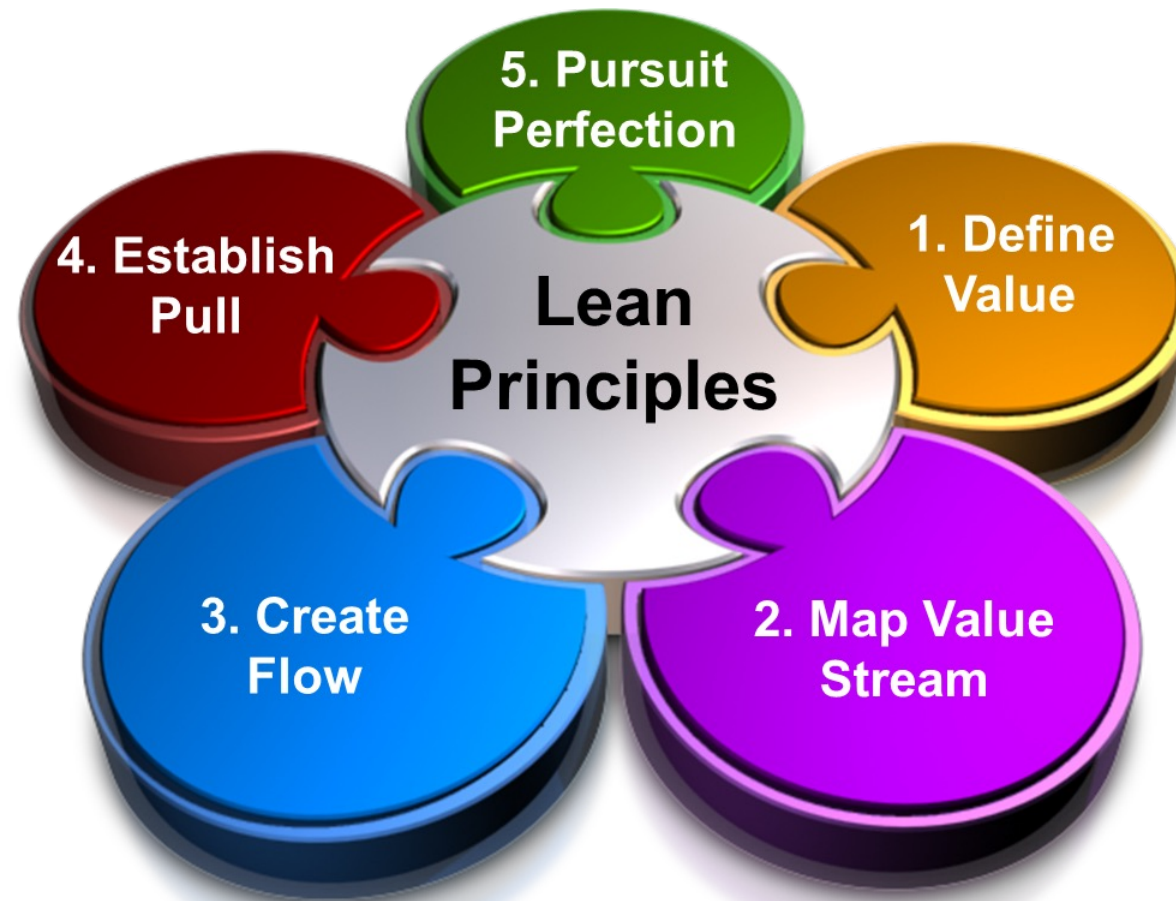 Lean
Principles
1. Define
Value
2. Map Value
Stream
3. Create
Flow
4. Establish
Pull
5. Pursuit
Perfection